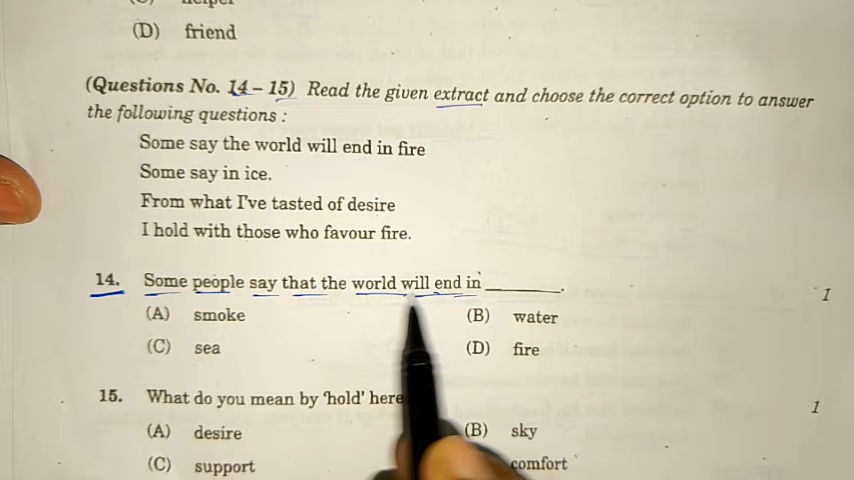 (D) friend
(Questions No. 14 – 15) Read the given extract and choose the correct option to answer
the following questions :
Some say the world will end in fire
Some say in ice.
From what I've tasted of desire
I hold with those who favour fire.
14. Some people say that the world will end in ________. 1
(A) smoke (B) water
(C) sea (D) fire
15. What do you mean by 'hold' here 1
(A) desire (B) sky
(C) support comfort